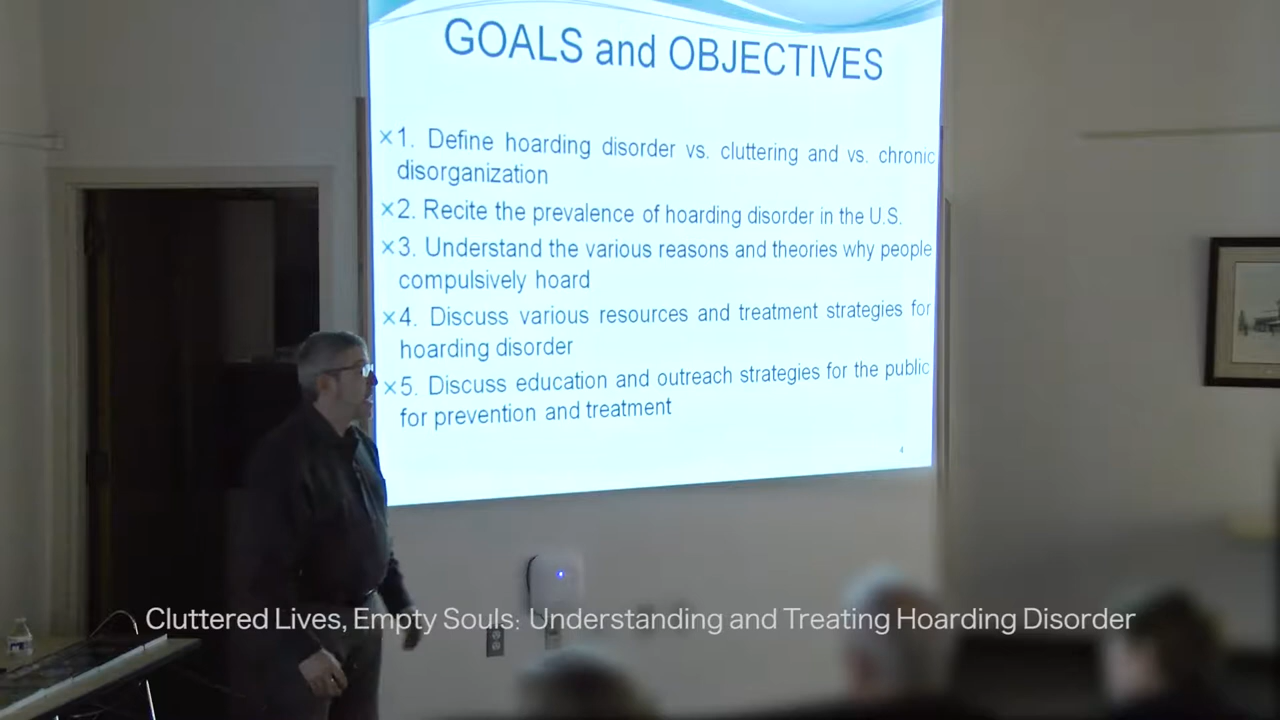 GOALS and OBJECTIVES
×1. Define hoarding disorder vs. cluttering and vs. chronic
disorganization
×2. Recite the prevalence of hoarding disorder in the U.S.
×3. Understand the various reasons and theories why people
compulsively hoard
×4. Discuss various resources and treatment strategies for
hoarding disorder
×5. Discuss education and outreach strategies for the public
for prevention and treatment
4
Cluttered Lives, Empty Souls: Understanding and Treating Hoarding Disorder